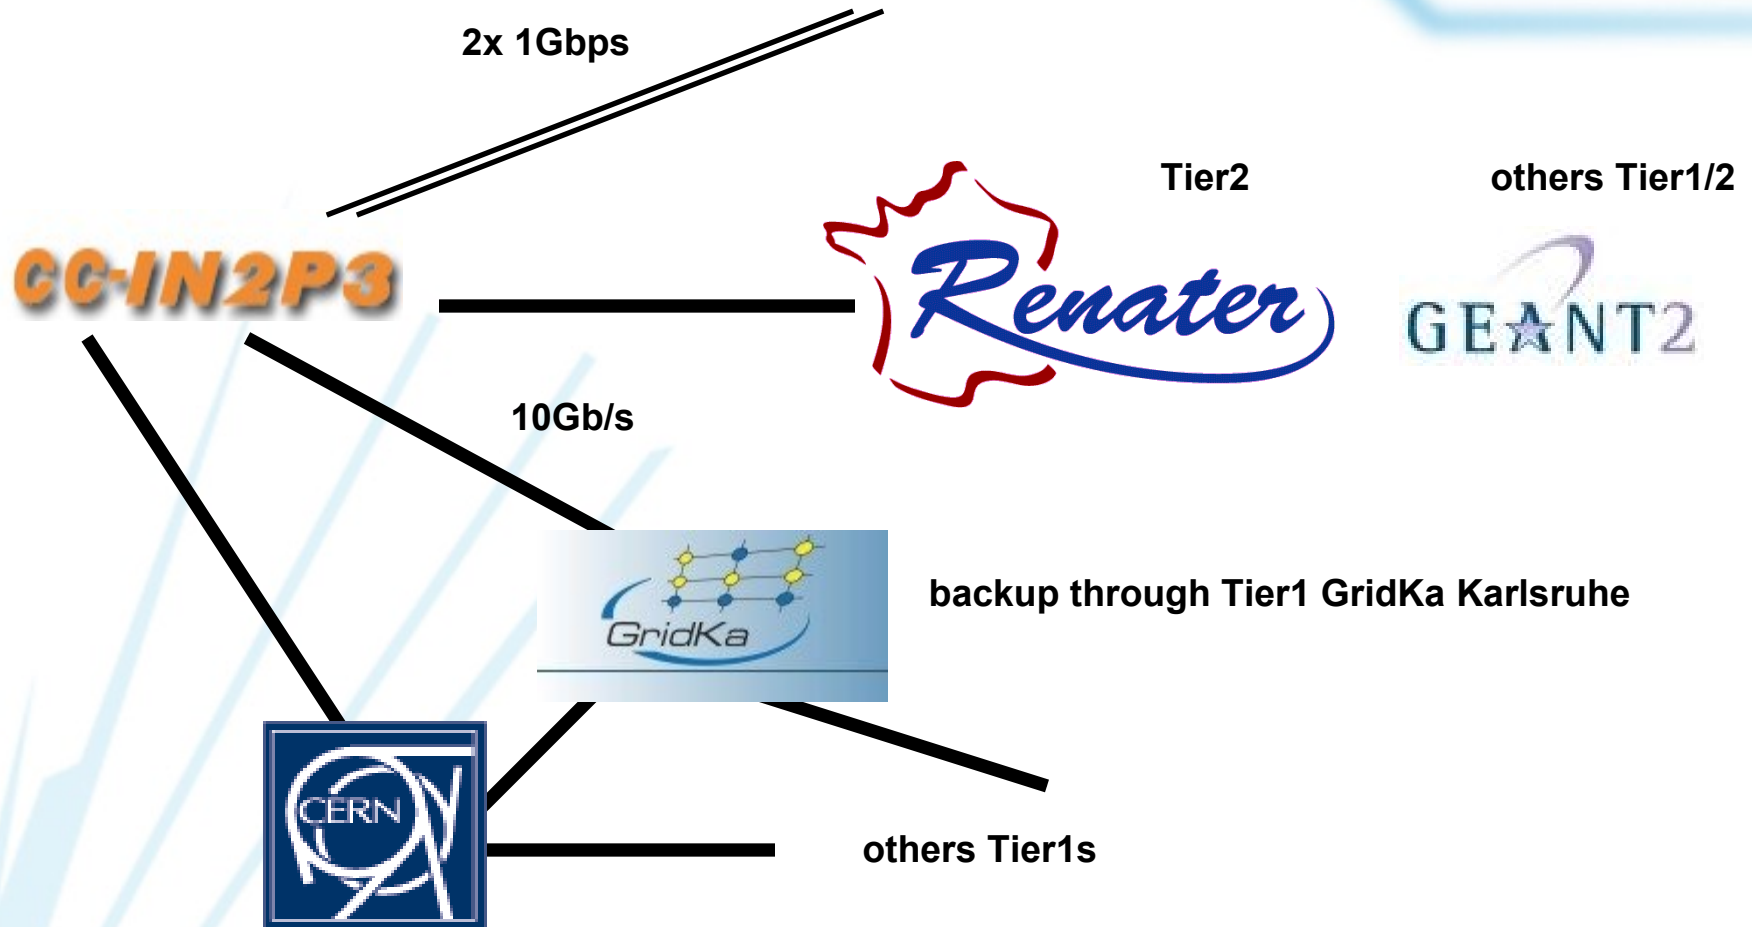 2x 1Gbps
Tier2
others Tier1/2
CC-IN2P3
Renater
GEANT2
10Gb/s
backup through Tier1 GridKa Karlsruhe
GridKa
CERN
others Tier1s